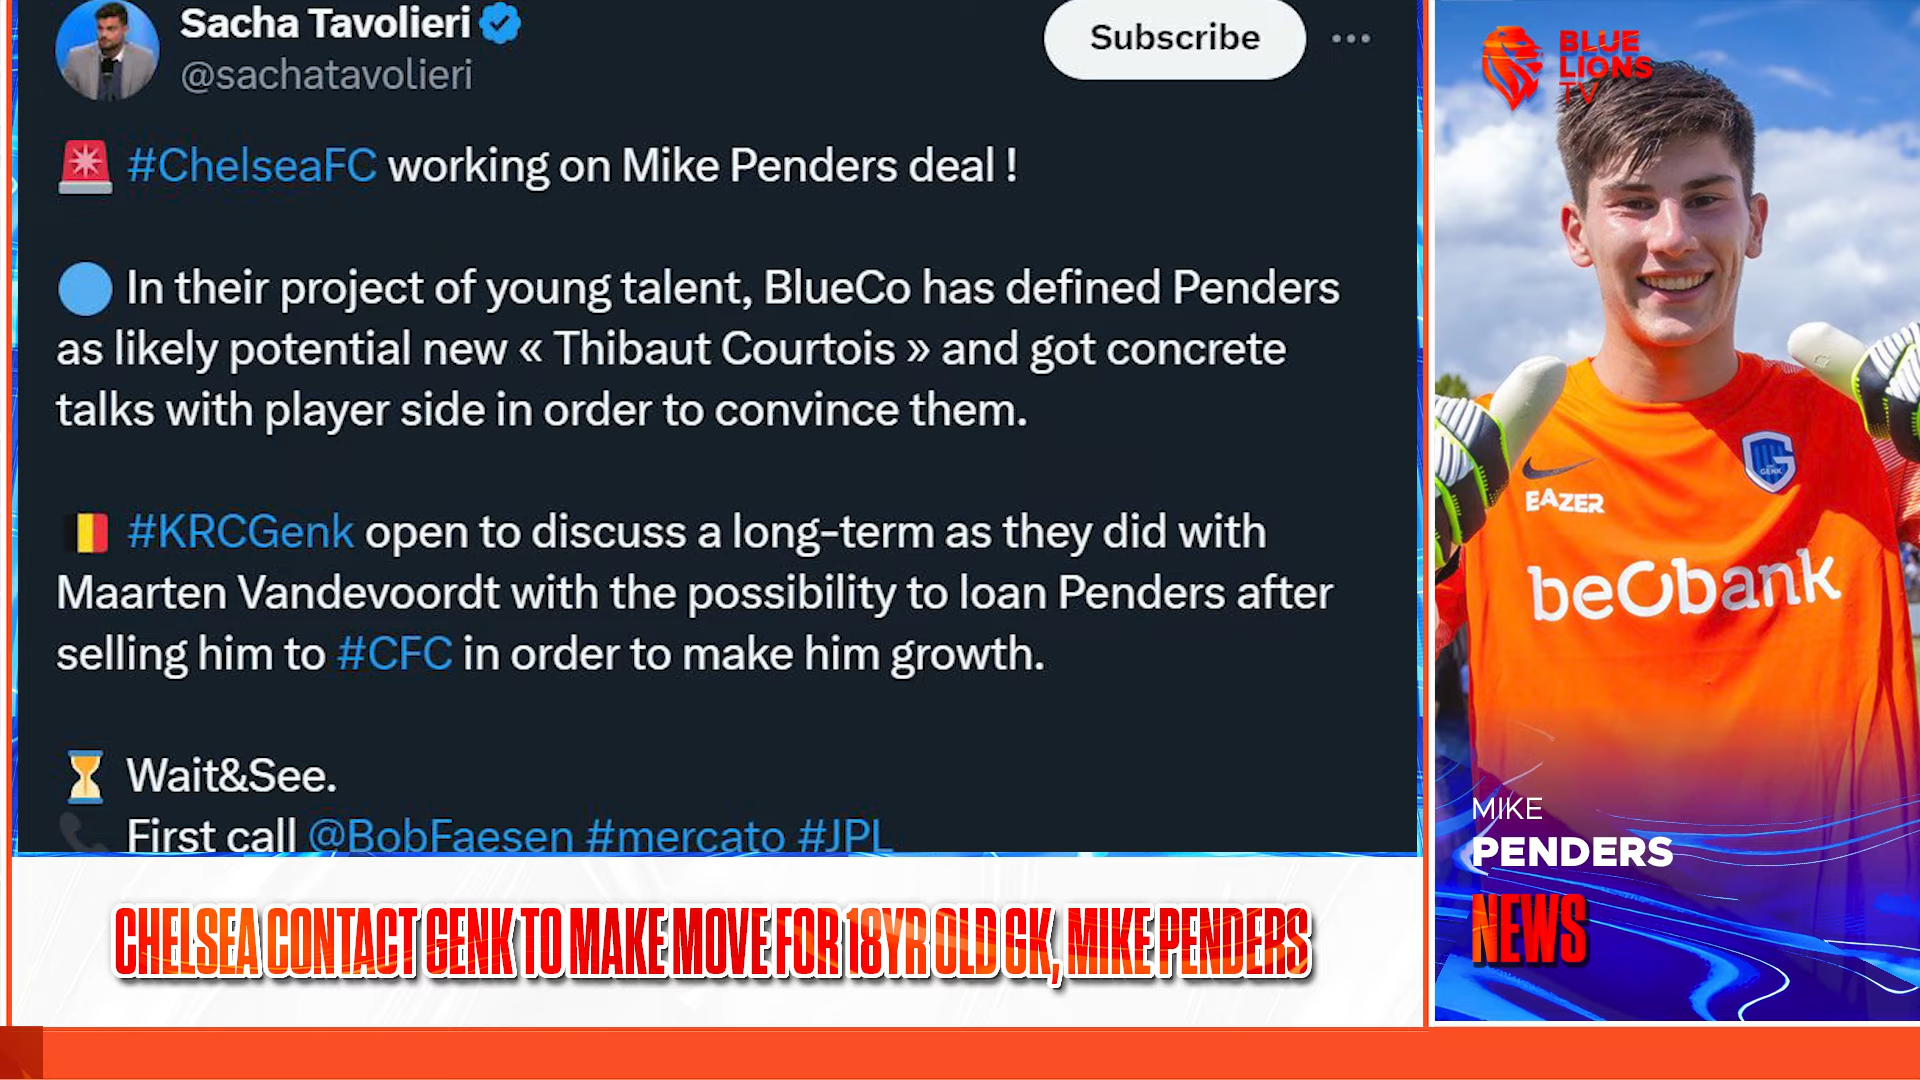 Sacha Tavolieri
@sachatavolieri
Subscribe
#ChelseaFC working on Mike Penders deal !
In their project of young talent, BlueCo has defined Penders
as likely potential new « Thibaut Courtois » and got concrete
talks with player side in order to convince them.
#KRCGenk open to discuss a long-term as they did with
Maarten Vandevoordt with the possibility to loan Penders after
selling him to #CFC in order to make him growth.
Wait&See.
First call @BobFaesen #mercato #JPL
CHELSEA CONTACT GENK TO MAKE MOVE FOR 18YR OLD GK, MIKE PENDERS
BLUE
LIONS
TV
GENK
EAZER
beobank
MIKE
PENDERS
NEWS